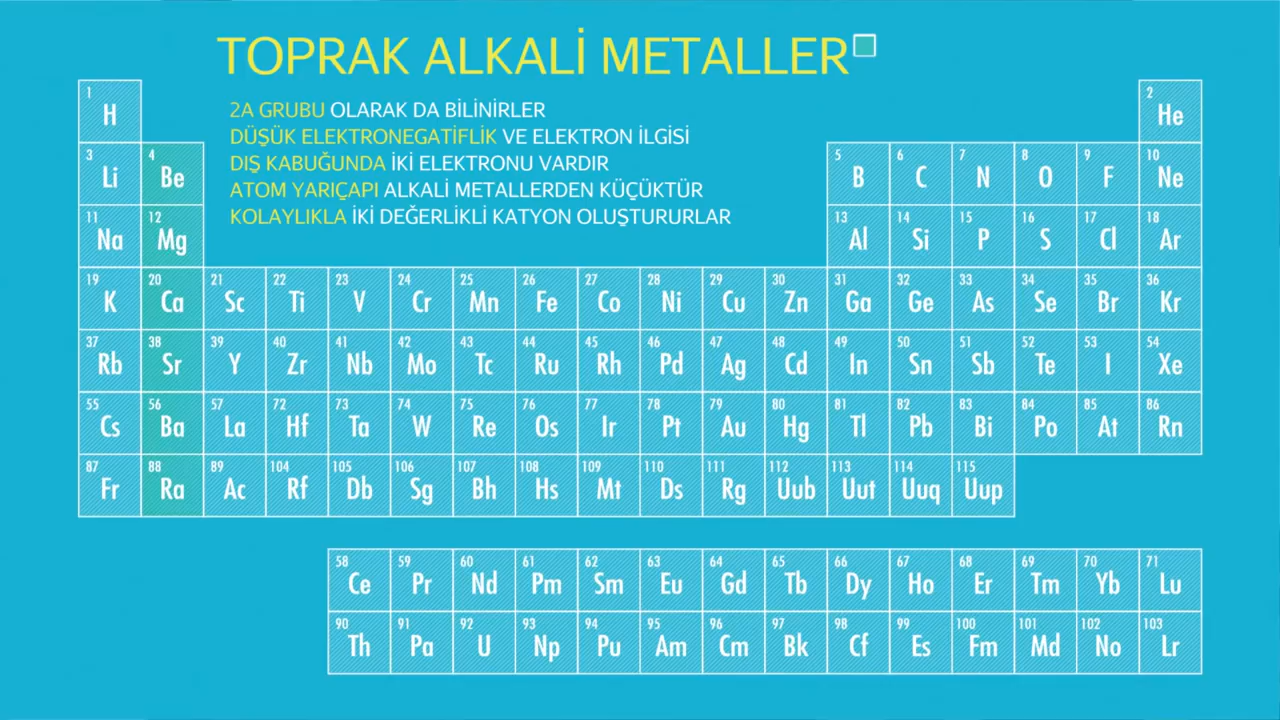 TOPRAK ALKALİ METALLER
2A GRUBU OLARAK DA BİLİNİRLER
DÜŞÜK ELEKTRONEGATİFLİK VE ELEKTRON İLGİSİ
DIŞ KABUĞUNDA İKİ ELEKTRONU VARDIR
ATOM YARIÇAPI ALKALİ METALLERDEN KÜÇÜKTÜR
KOLAYLIKLA İKİ DEĞERLİKLİ KATYON OLUŞTURURLAR
1 2
H He
3 4 5 6 7 8 9 10
Li Be B C N O F Ne
11 12 13 14 15 16 17 18
Na Mg Al Si P S Cl Ar
19 20 21 22 23 24 25 26 27 28 29 30 31 32 33 34 35 36
K Ca Sc Ti V Cr Mn Fe Co Ni Cu Zn Ga Ge As Se Br Kr
37 38 39 40 41 42 43 44 45 46 47 48 49 50 51 52 53 54
Rb Sr Y Zr Nb Mo Tc Ru Rh Pd Ag Cd In Sn Sb Te I Xe
55 56 57 72 73 74 75 76 77 78 79 80 81 82 83 84 85 86
Cs Ba La Hf Ta W Re Os Ir Pt Au Hg Tl Pb Bi Po At Rn
87 88 89 104 105 106 107 108 109 110 111 112 113 114 115
Fr Ra Ac Rf Db Sg Bh Hs Mt Ds Rg Uub Uut Uuq Uup
58 59 60 61 62 63 64 65 66 67 68 69 70 71
Ce Pr Nd Pm Sm Eu Gd Tb Dy Ho Er Tm Yb Lu
90 91 92 93 94 95 96 97 98 99 100 101 102 103
Th Pa U Np Pu Am Cm Bk Cf Es Fm Md No Lr